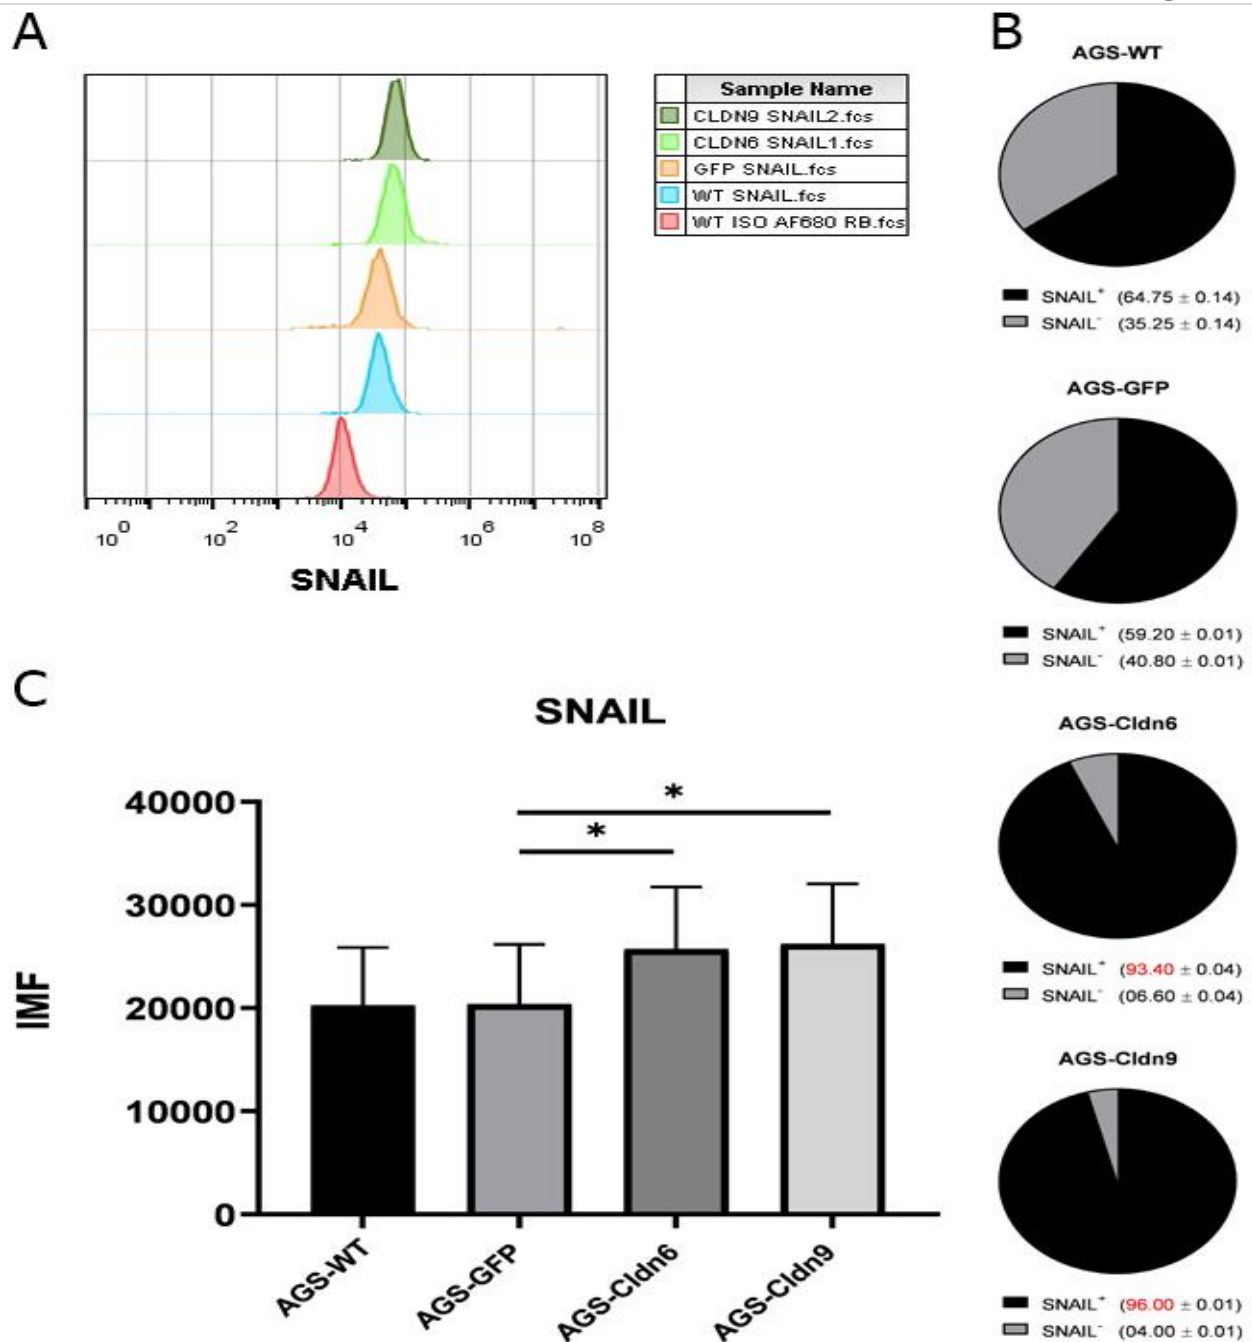 A
Sample Name
CLDN9 SNAIL2.fcs
CLDN6 SNAIL1.fcs
GFP SNAIL.fcs
WT SNAIL.fcs
WT ISO AF680 RB.fcs
10^0 10^2 10^4 10^6 10^8
SNAIL
B
AGS-WT
SNAIL⁺ (64.75 ± 0.14)
SNAIL⁻ (35.25 ± 0.14)
AGS-GFP
SNAIL⁺ (59.20 ± 0.01)
SNAIL⁻ (40.80 ± 0.01)
AGS-Cldn6
SNAIL⁺ (93.40 ± 0.04)
SNAIL⁻ (06.60 ± 0.04)
AGS-Cldn9
SNAIL⁺ (96.00 ± 0.01)
SNAIL⁻ (04.00 ± 0.01)
C
SNAIL
*
*
40000
30000
20000
10000
0
IMF
AGS-WT
AGS-GFP
AGS-Cldn6
AGS-Cldn9